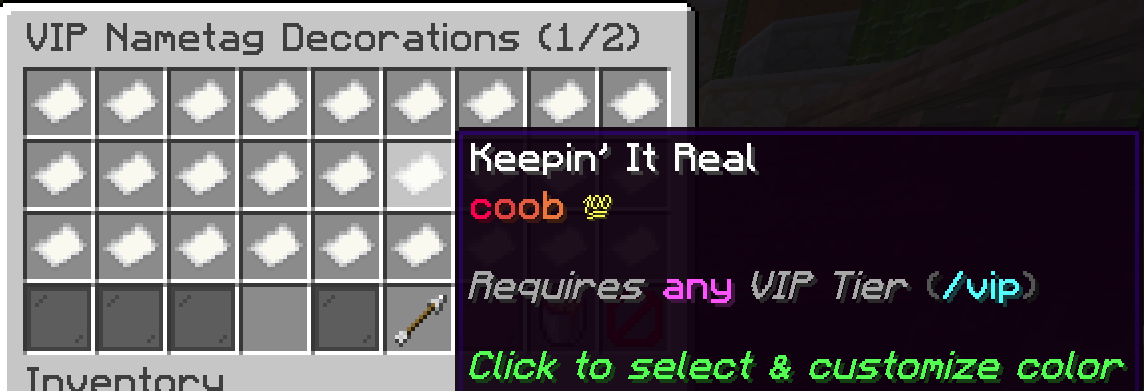 VIP Nametag Decorations (1/2)
Keepin' It Real
coob 💯
Requires any VIP Tier (/vip)
Click to select & customize color
Inventory